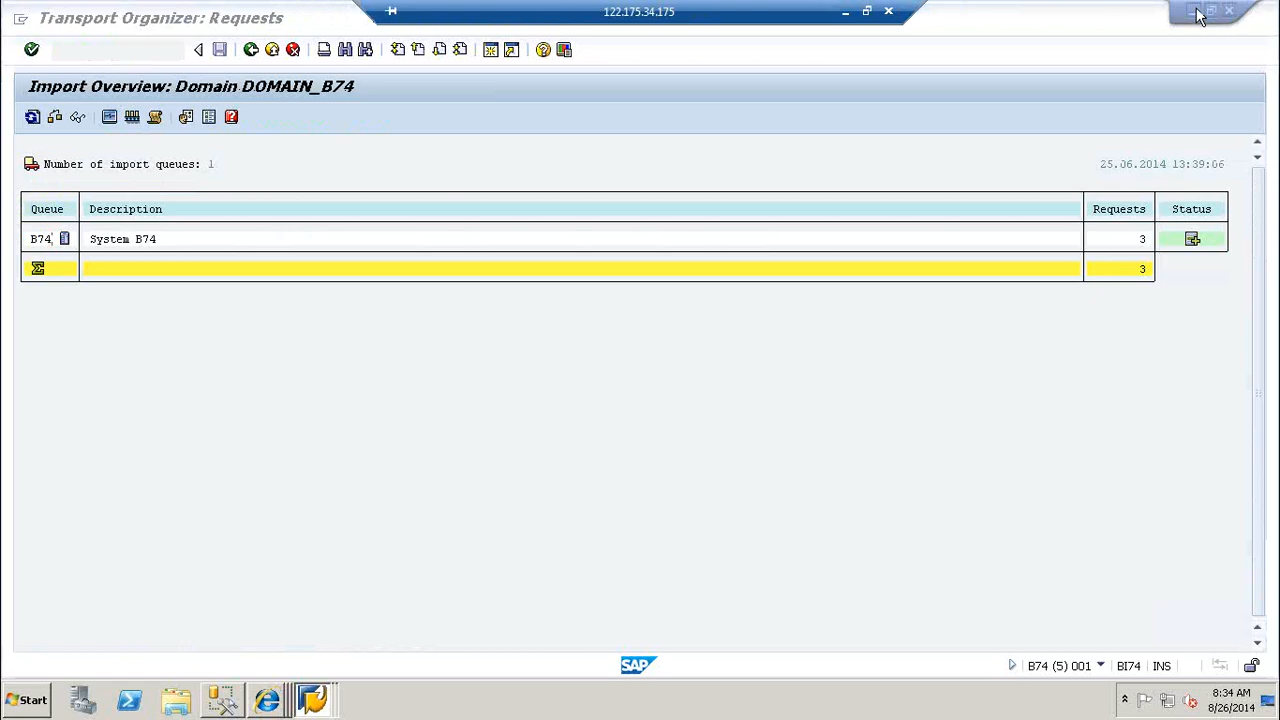 Transport Organizer: Requests
122.175.34.175
Import Overview: Domain DOMAIN_B74
Number of import queues: 1
25.06.2014 13:39:06
Queue Description Requests Status
B74 System B74 3
Σ 3
SAP
B74 (5) 001 BI74 INS
Start
8:34 AM
8/26/2014